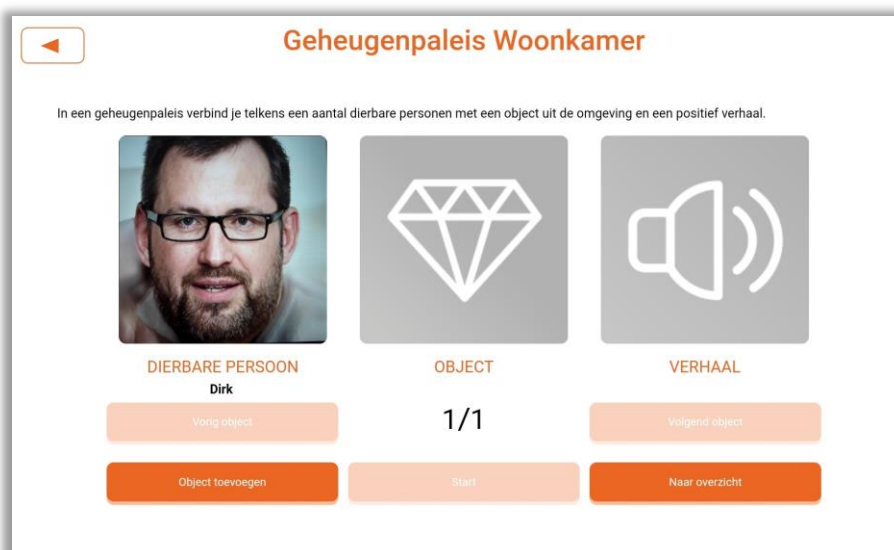 Geheugenpaleis Woonkamer
In een geheugenpaleis verbind je telkens een aantal dierbare personen met een object uit de omgeving en een positief verhaal.
DIERBARE PERSOON
OBJECT
VERHAAL
Dirk
Vorig object
1/1
Volgend object
Object toevoegen
Start
Naar overzicht